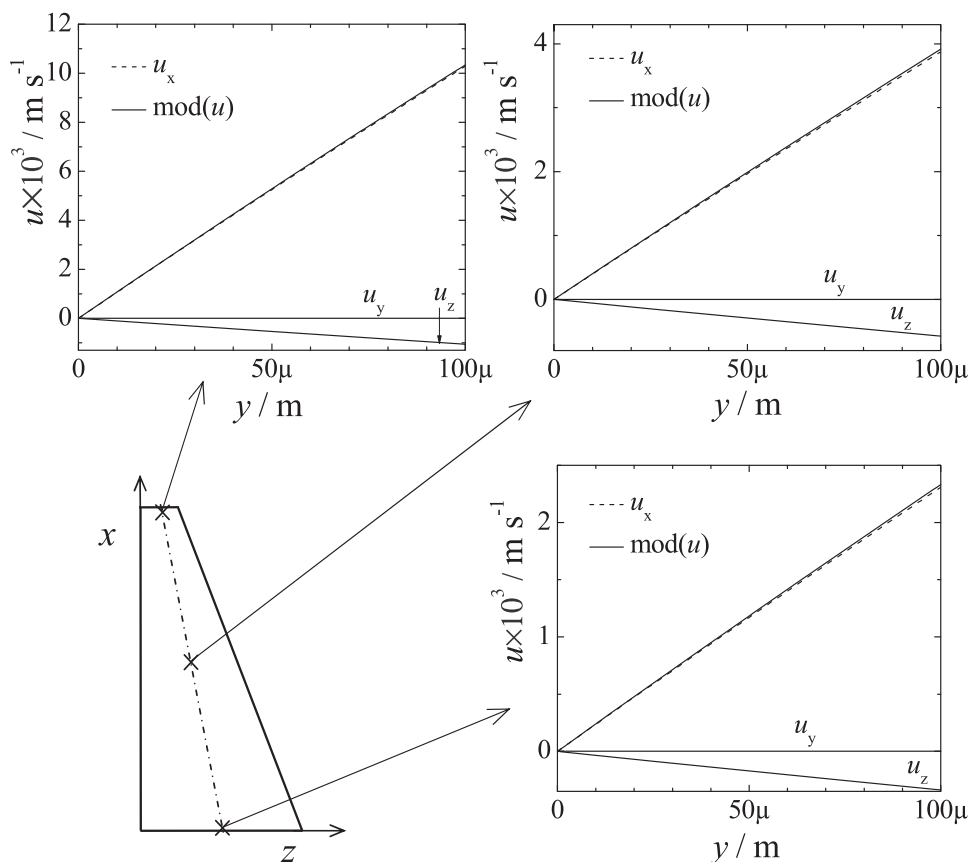 12
10
8
6
4
2
0
u×10³ / m s⁻¹
u_x
mod(u)
u_y
u_z
0
50μ
100μ
y / m
4
2
0
u×10³ / m s⁻¹
u_x
mod(u)
u_y
u_z
0
50μ
100μ
y / m
x
z
2
1
0
u×10³ / m s⁻¹
u_x
mod(u)
u_y
u_z
0
50μ
100μ
y / m